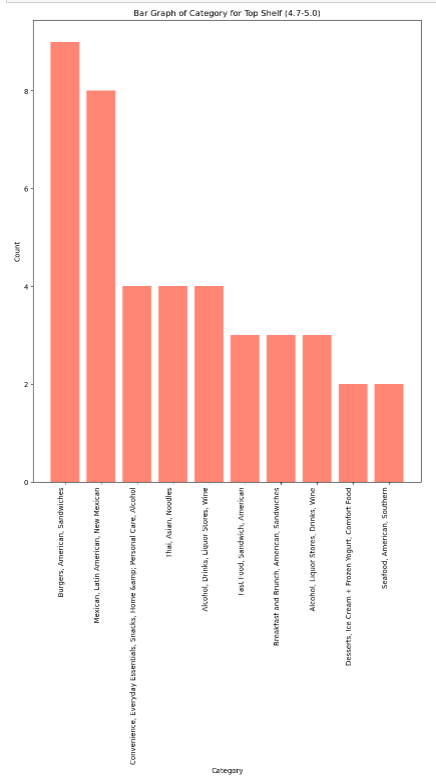 Bar Graph of Category for Top Shelf (4.7-5.0)
8
6
4
2
0
Count
Burgers, American, Sandwiches
Mexican, Latin American, New Mexican
Convenience, Everyday Essentials, Snacks, Home &amp; Personal Care, Alcohol
Thai, Asian, Noodles
Alcohol, Drinks, Liquor Stores, Wine
Fast Food, Sandwich, American
Breakfast and Brunch, American, Sandwiches
Alcohol, Liquor Stores, Drinks, Wine
Desserts, Ice Cream + Frozen Yogurt, Comfort Food
Seafood, American, Southern
Category